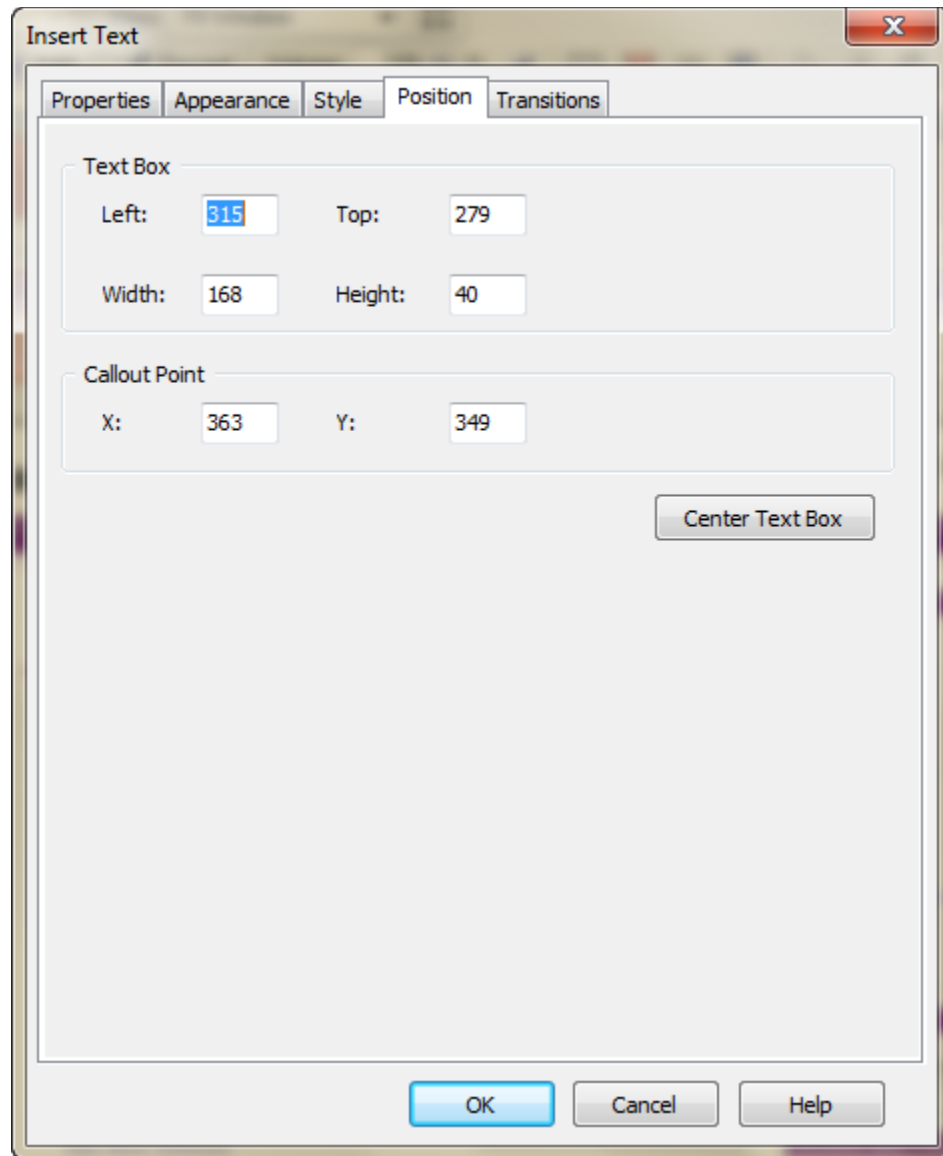 Insert Text
Properties Appearance Style Position Transitions
Text Box
Left: 315 Top: 279
Width: 168 Height: 40
Callout Point
X: 363 Y: 349
Center Text Box
OK Cancel Help